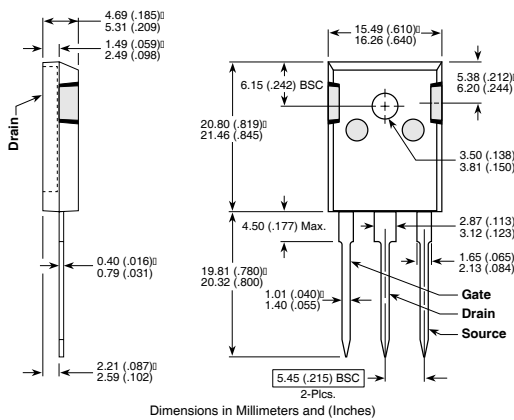 4.69 (.185)
5.31 (.209)
1.49 (.059)
2.49 (.098)
Drain
15.49 (.610)
16.26 (.640)
6.15 (.242) BSC
5.38 (.212)
6.20 (.244)
20.80 (.819)
21.46 (.845)
3.50 (.138)
3.81 (.150)
4.50 (.177) Max.
2.87 (.113)
3.12 (.123)
0.40 (.016)
0.79 (.031)
19.81 (.780)
20.32 (.800)
1.65 (.065)
2.13 (.084)
1.01 (.040)
1.40 (.055)
Gate
Drain
Source
2.21 (.087)
2.59 (.102)
5.45 (.215) BSC
2-Plcs.
Dimensions in Millimeters and (Inches)